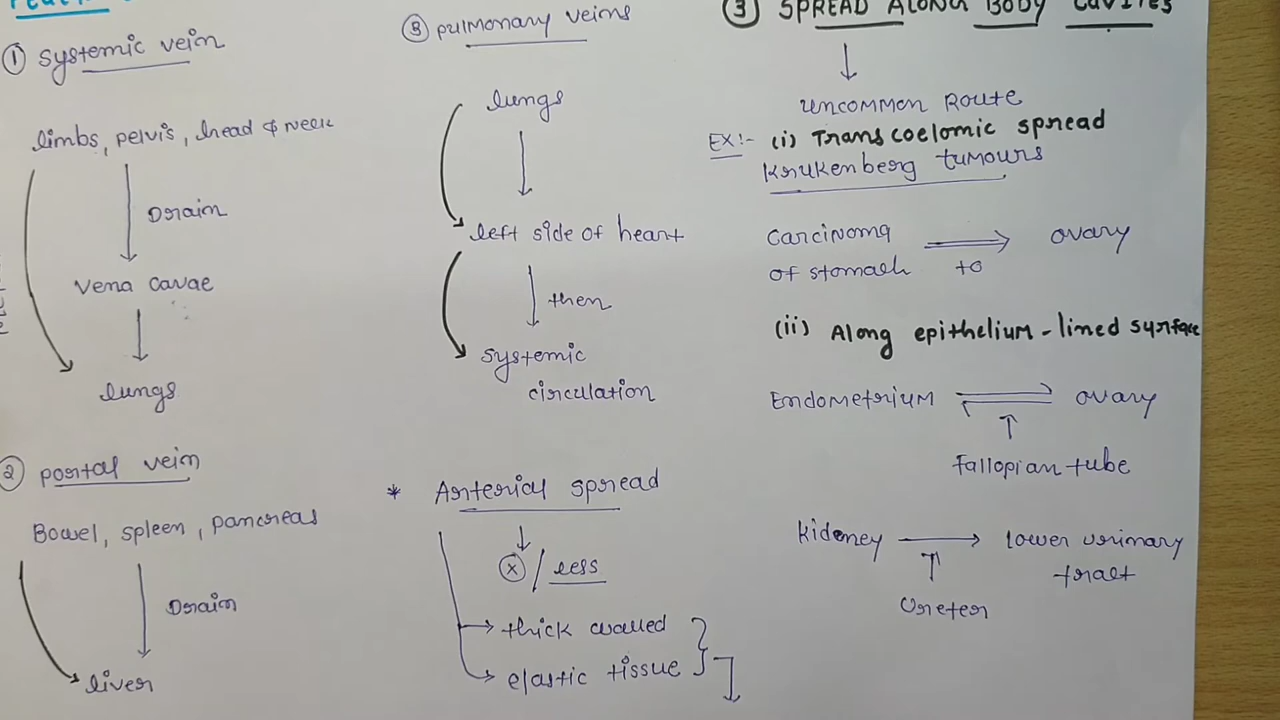 ① systemic vein
limbs, pelvis, head & neck
Drain
Vena cavae
lungs
② portal vein
Bowel, spleen, pancreas
Drain
liver
③ pulmonary veins
lungs
left side of heart
then
systemic
circulation
* Arterial spread
ⓧ / less
thick walled
elastic tissue
③ SPREAD ALONG BODY CAVITES
uncommon Route
EX:- (i) Transcoelomic spread
Krukenberg tumours
Carcinoma
of stomach
to
ovary
(ii) Along epithelium-lined surface
Endometrium
ovary
Fallopian tube
Kideney
lower urinary
tract
Ureter